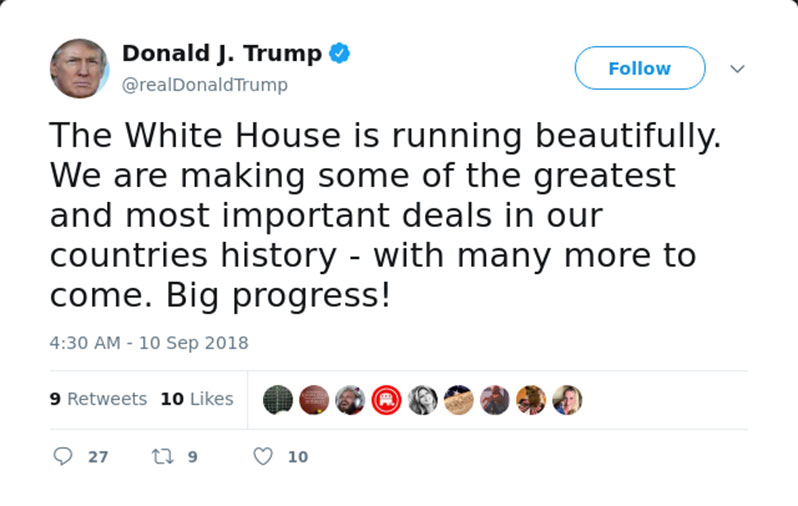 Donald J. Trump
@realDonaldTrump
Follow
The White House is running beautifully.
We are making some of the greatest
and most important deals in our
countries history - with many more to
come. Big progress!
4:30 AM - 10 Sep 2018
9 Retweets 10 Likes
27 9 10